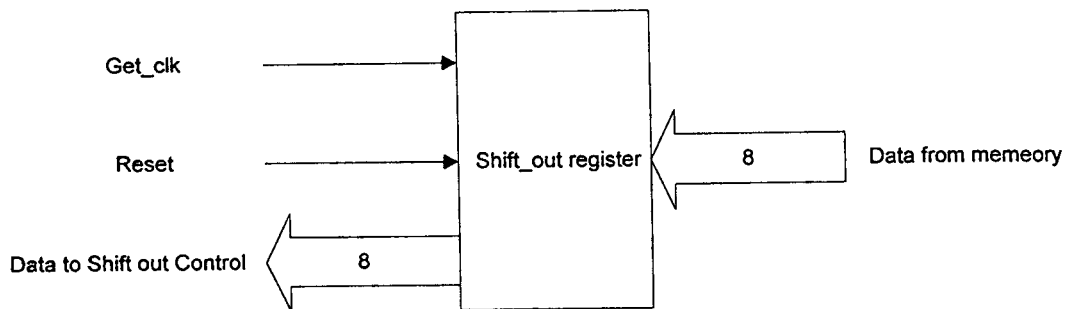 Get_clk
Reset
Shift_out register
8
Data from memeory
Data to Shift out Control
8